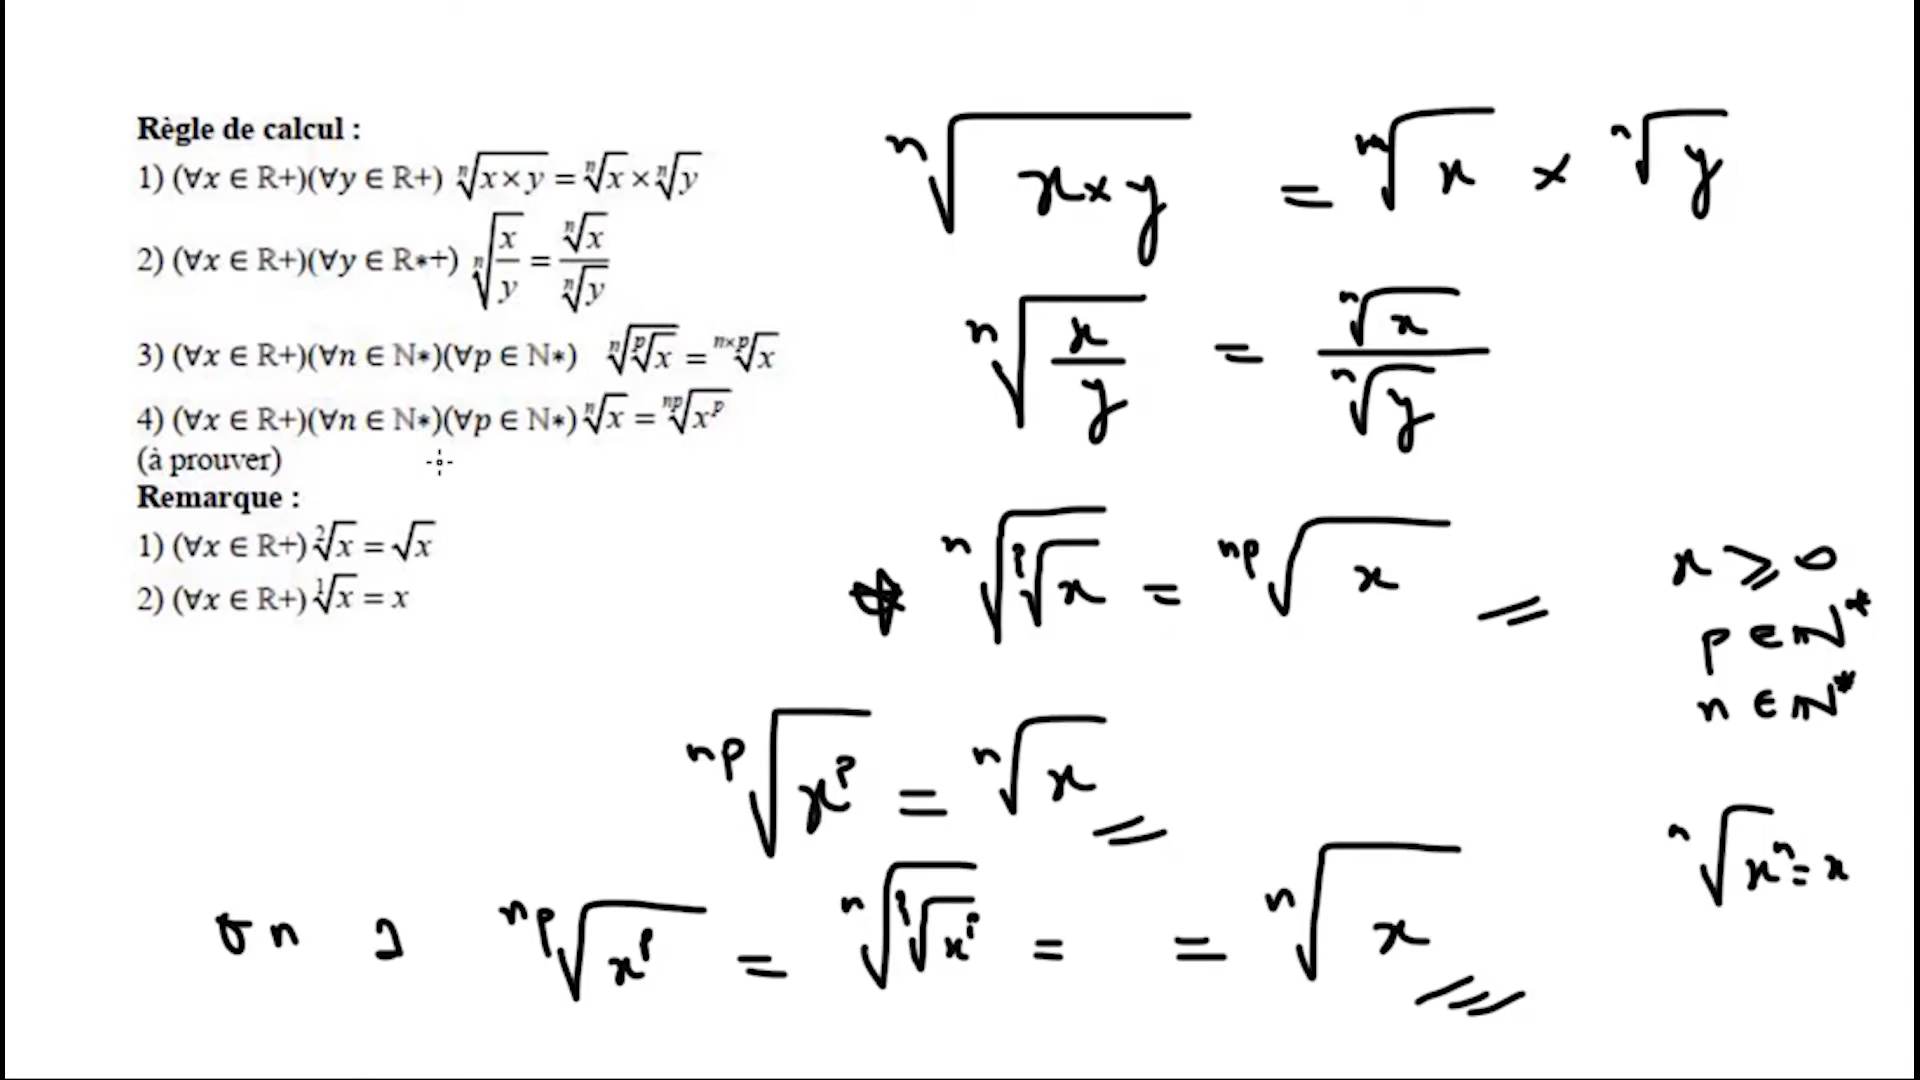 Règle de calcul :
1) (∀x ∈ R+)(∀y ∈ R+) ⁿ√(x×y) = ⁿ√x × ⁿ√y
2) (∀x ∈ R+)(∀y ∈ R*+) ⁿ√(x/y) = ⁿ√x / ⁿ√y
3) (∀x ∈ R+)(∀n ∈ N*)(∀p ∈ N*) ⁿ√(ᵖ√x) = ⁿ×ᵖ√x
4) (∀x ∈ R+)(∀n ∈ N*)(∀p ∈ N*) ⁿ√x = ⁿᵖ√(xᵖ)
(à prouver)
Remarque :
1) (∀x ∈ R+) ²√x = √x
2) (∀x ∈ R+) ¹√x = x
ⁿ√(x×y) = ⁿ√x × ⁿ√y
ⁿ√(x/y) = ⁿ√x / ⁿ√y
ⁿ√(ᵖ√x) = ⁿᵖ√x
x ⩾ 0
p ∈ ℕ*
n ∈ ℕ*
ⁿᵖ√(xᵖ) = ⁿ√x
ⁿ√(xⁿ) = x
on a ⁿᵖ√(xᵖ) = ⁿ√(ᵖ√(xᵖ)) = = ⁿ√x